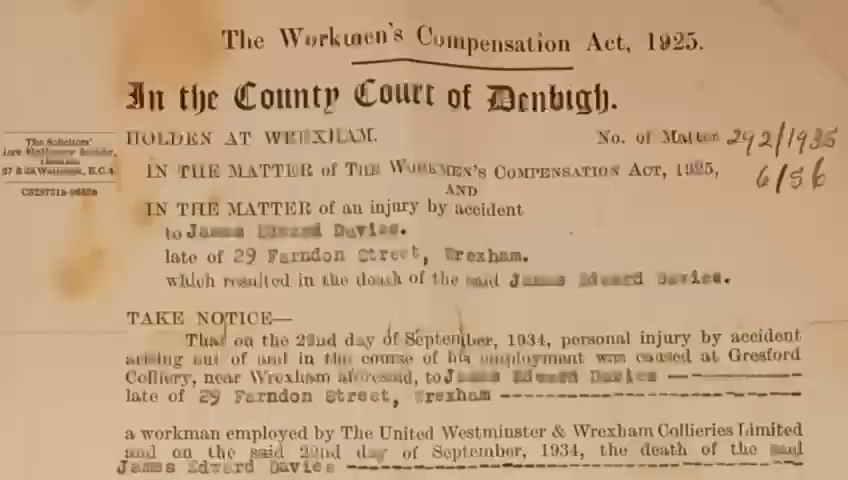 The Workmen's Compensation Act, 1925.
In the County Court of Denbigh.
HOLDEN AT WREXHAM.
No. of Matter 292/1935
6/56
The Solicitors'
Law Stationery Society,
Limited
IN THE MATTER of THE WORKMEN'S COMPENSATION ACT, 1925,
AND
IN THE MATTER of an injury by accident
to James Edward Davies.
late of 29 Farndon Street, Wrexham.
which resulted in the death of the said James Edward Davies.
TAKE NOTICE—
That on the 22nd day of September, 1934, personal injury by accident
arising out of and in the course of his employment was caused at Gresford
Colliery, near Wrexham aforesaid, to James Edward Davies
late of 29 Farndon Street, Wrexham
a workman employed by The United Westminster & Wrexham Collieries Limited
and on the said 22nd day of September, 1934, the death of the said
James Edward Davies